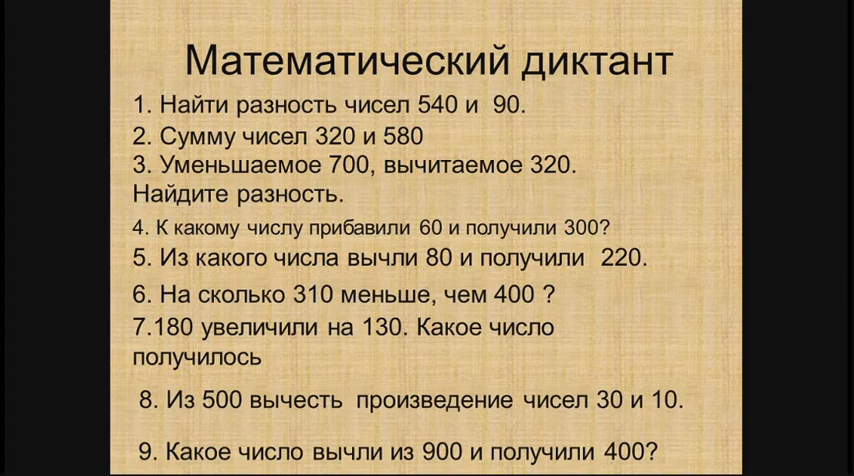 Математический диктант
1. Найти разность чисел 540 и 90.
2. Сумму чисел 320 и 580
3. Уменьшаемое 700, вычитаемое 320.
Найдите разность.
4. К какому числу прибавили 60 и получили 300?
5. Из какого числа вычли 80 и получили 220.
6. На сколько 310 меньше, чем 400 ?
7.180 увеличили на 130. Какое число
получилось
8. Из 500 вычесть произведение чисел 30 и 10.
9. Какое число вычли из 900 и получили 400?